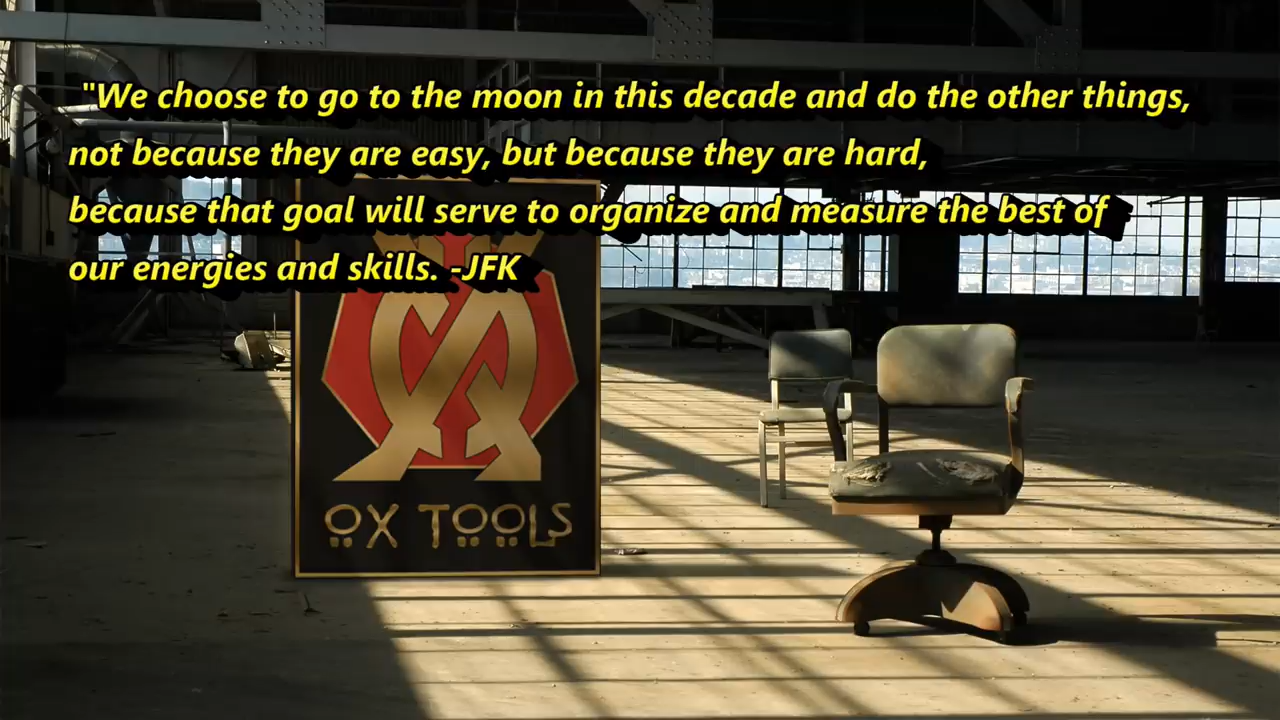 "We choose to go to the moon in this decade and do the other things,
not because they are easy, but because they are hard,
because that goal will serve to organize and measure the best of
our energies and skills. -JFK
OX TOOLS